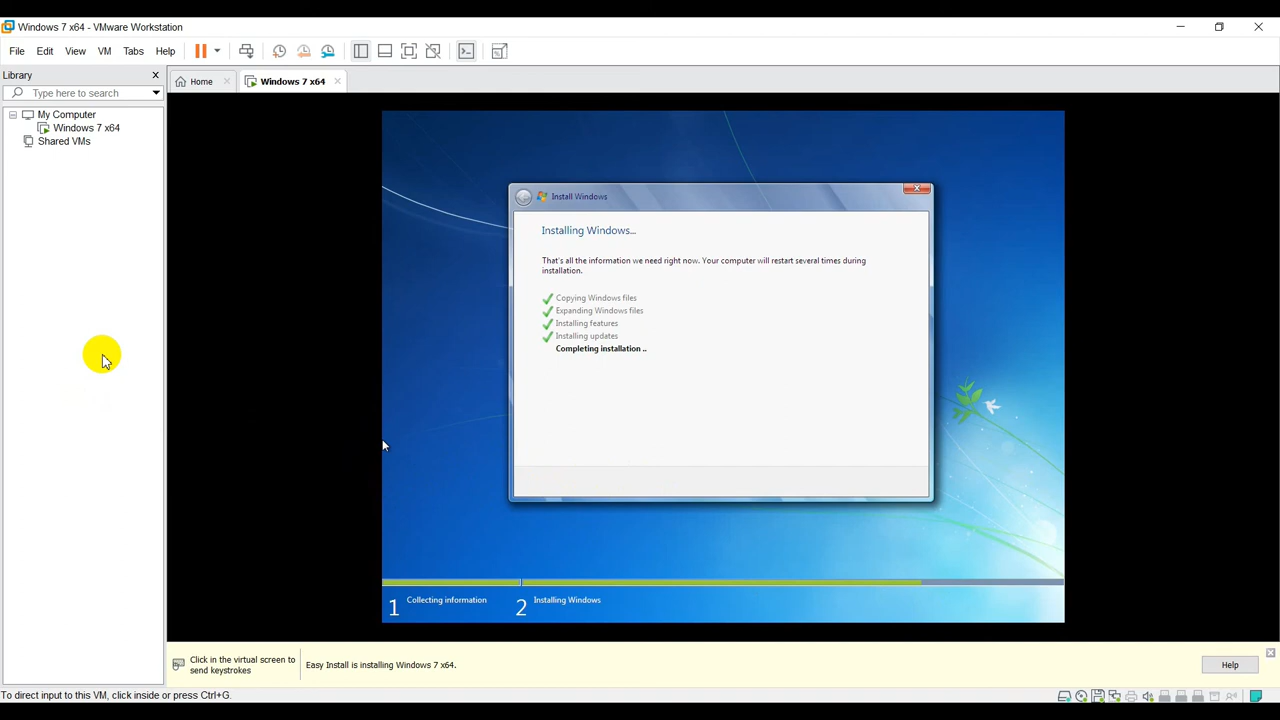 Windows 7 x64 - VMware Workstation
File Edit View VM Tabs Help
Library
Type here to search
Home
Windows 7 x64
My Computer
Windows 7 x64
Shared VMs
Install Windows
Installing Windows...
That's all the information we need right now. Your computer will restart several times during
installation.
Copying Windows files
Expanding Windows files
Installing features
Installing updates
Completing installation ..
1 Collecting information
2 Installing Windows
Click in the virtual screen to
send keystrokes
Easy Install is installing Windows 7 x64.
Help
To direct input to this VM, click inside or press Ctrl+G.